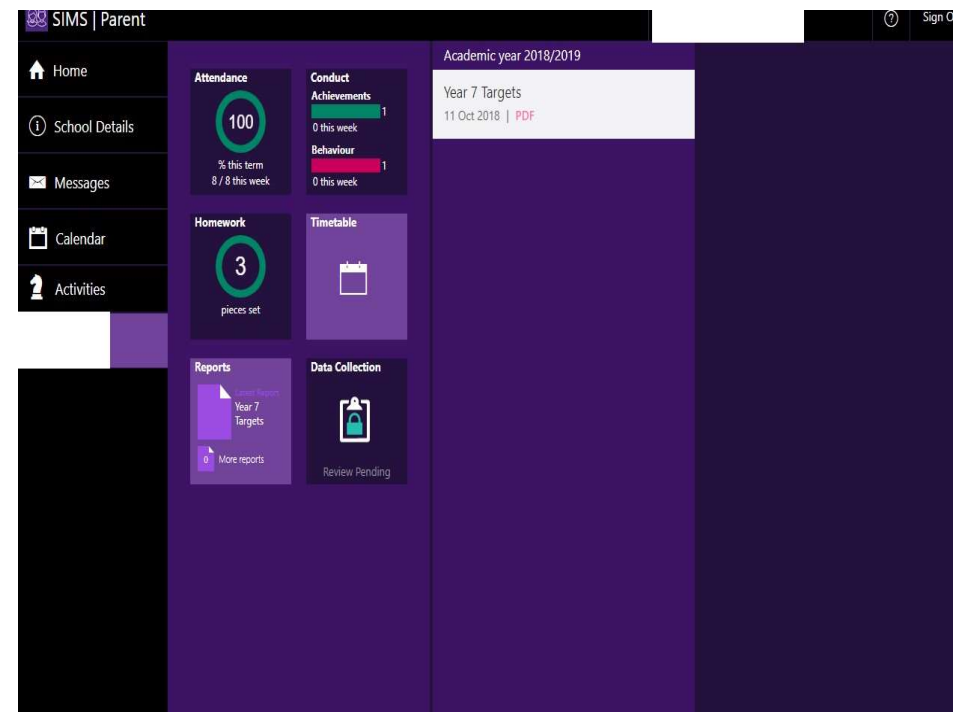 SIMS | Parent
Sign O
Home
School Details
Messages
Calendar
Activities
Attendance
100
% this term
8 / 8 this week
Conduct
Achievements
1
0 this week
Behaviour
1
0 this week
Homework
3
pieces set
Timetable
Reports
Latest Report
Year 7
Targets
0 More reports
Data Collection
Review Pending
Academic year 2018/2019
Year 7 Targets
11 Oct 2018 | PDF